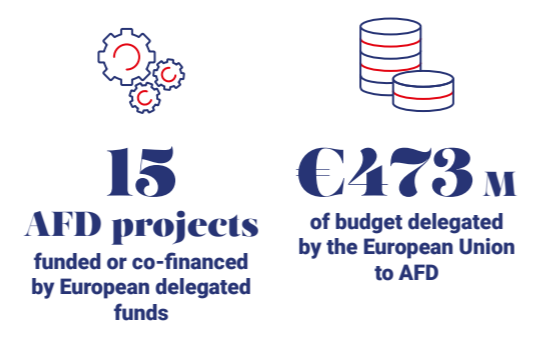 15
AFD projects
funded or co-financed
by European delegated
funds
€473 M
of budget delegated
by the European Union
to AFD